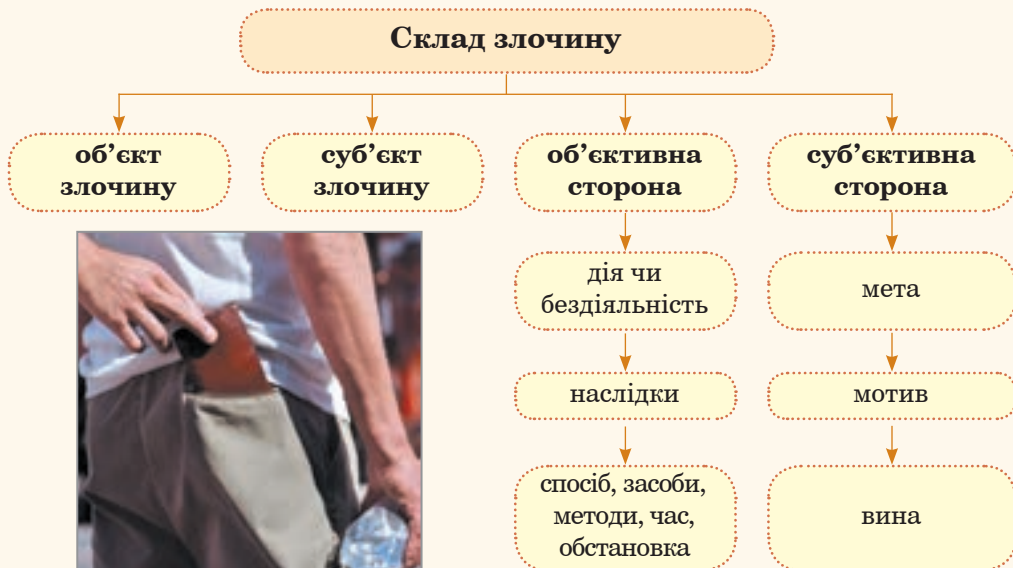 Склад злочину
об’єкт
злочину
суб’єкт
злочину
об’єктивна
сторона
суб’єктивна
сторона
дія чи
бездіяльність
мета
наслідки
мотив
спосіб, засоби,
методи, час,
обстановка
вина